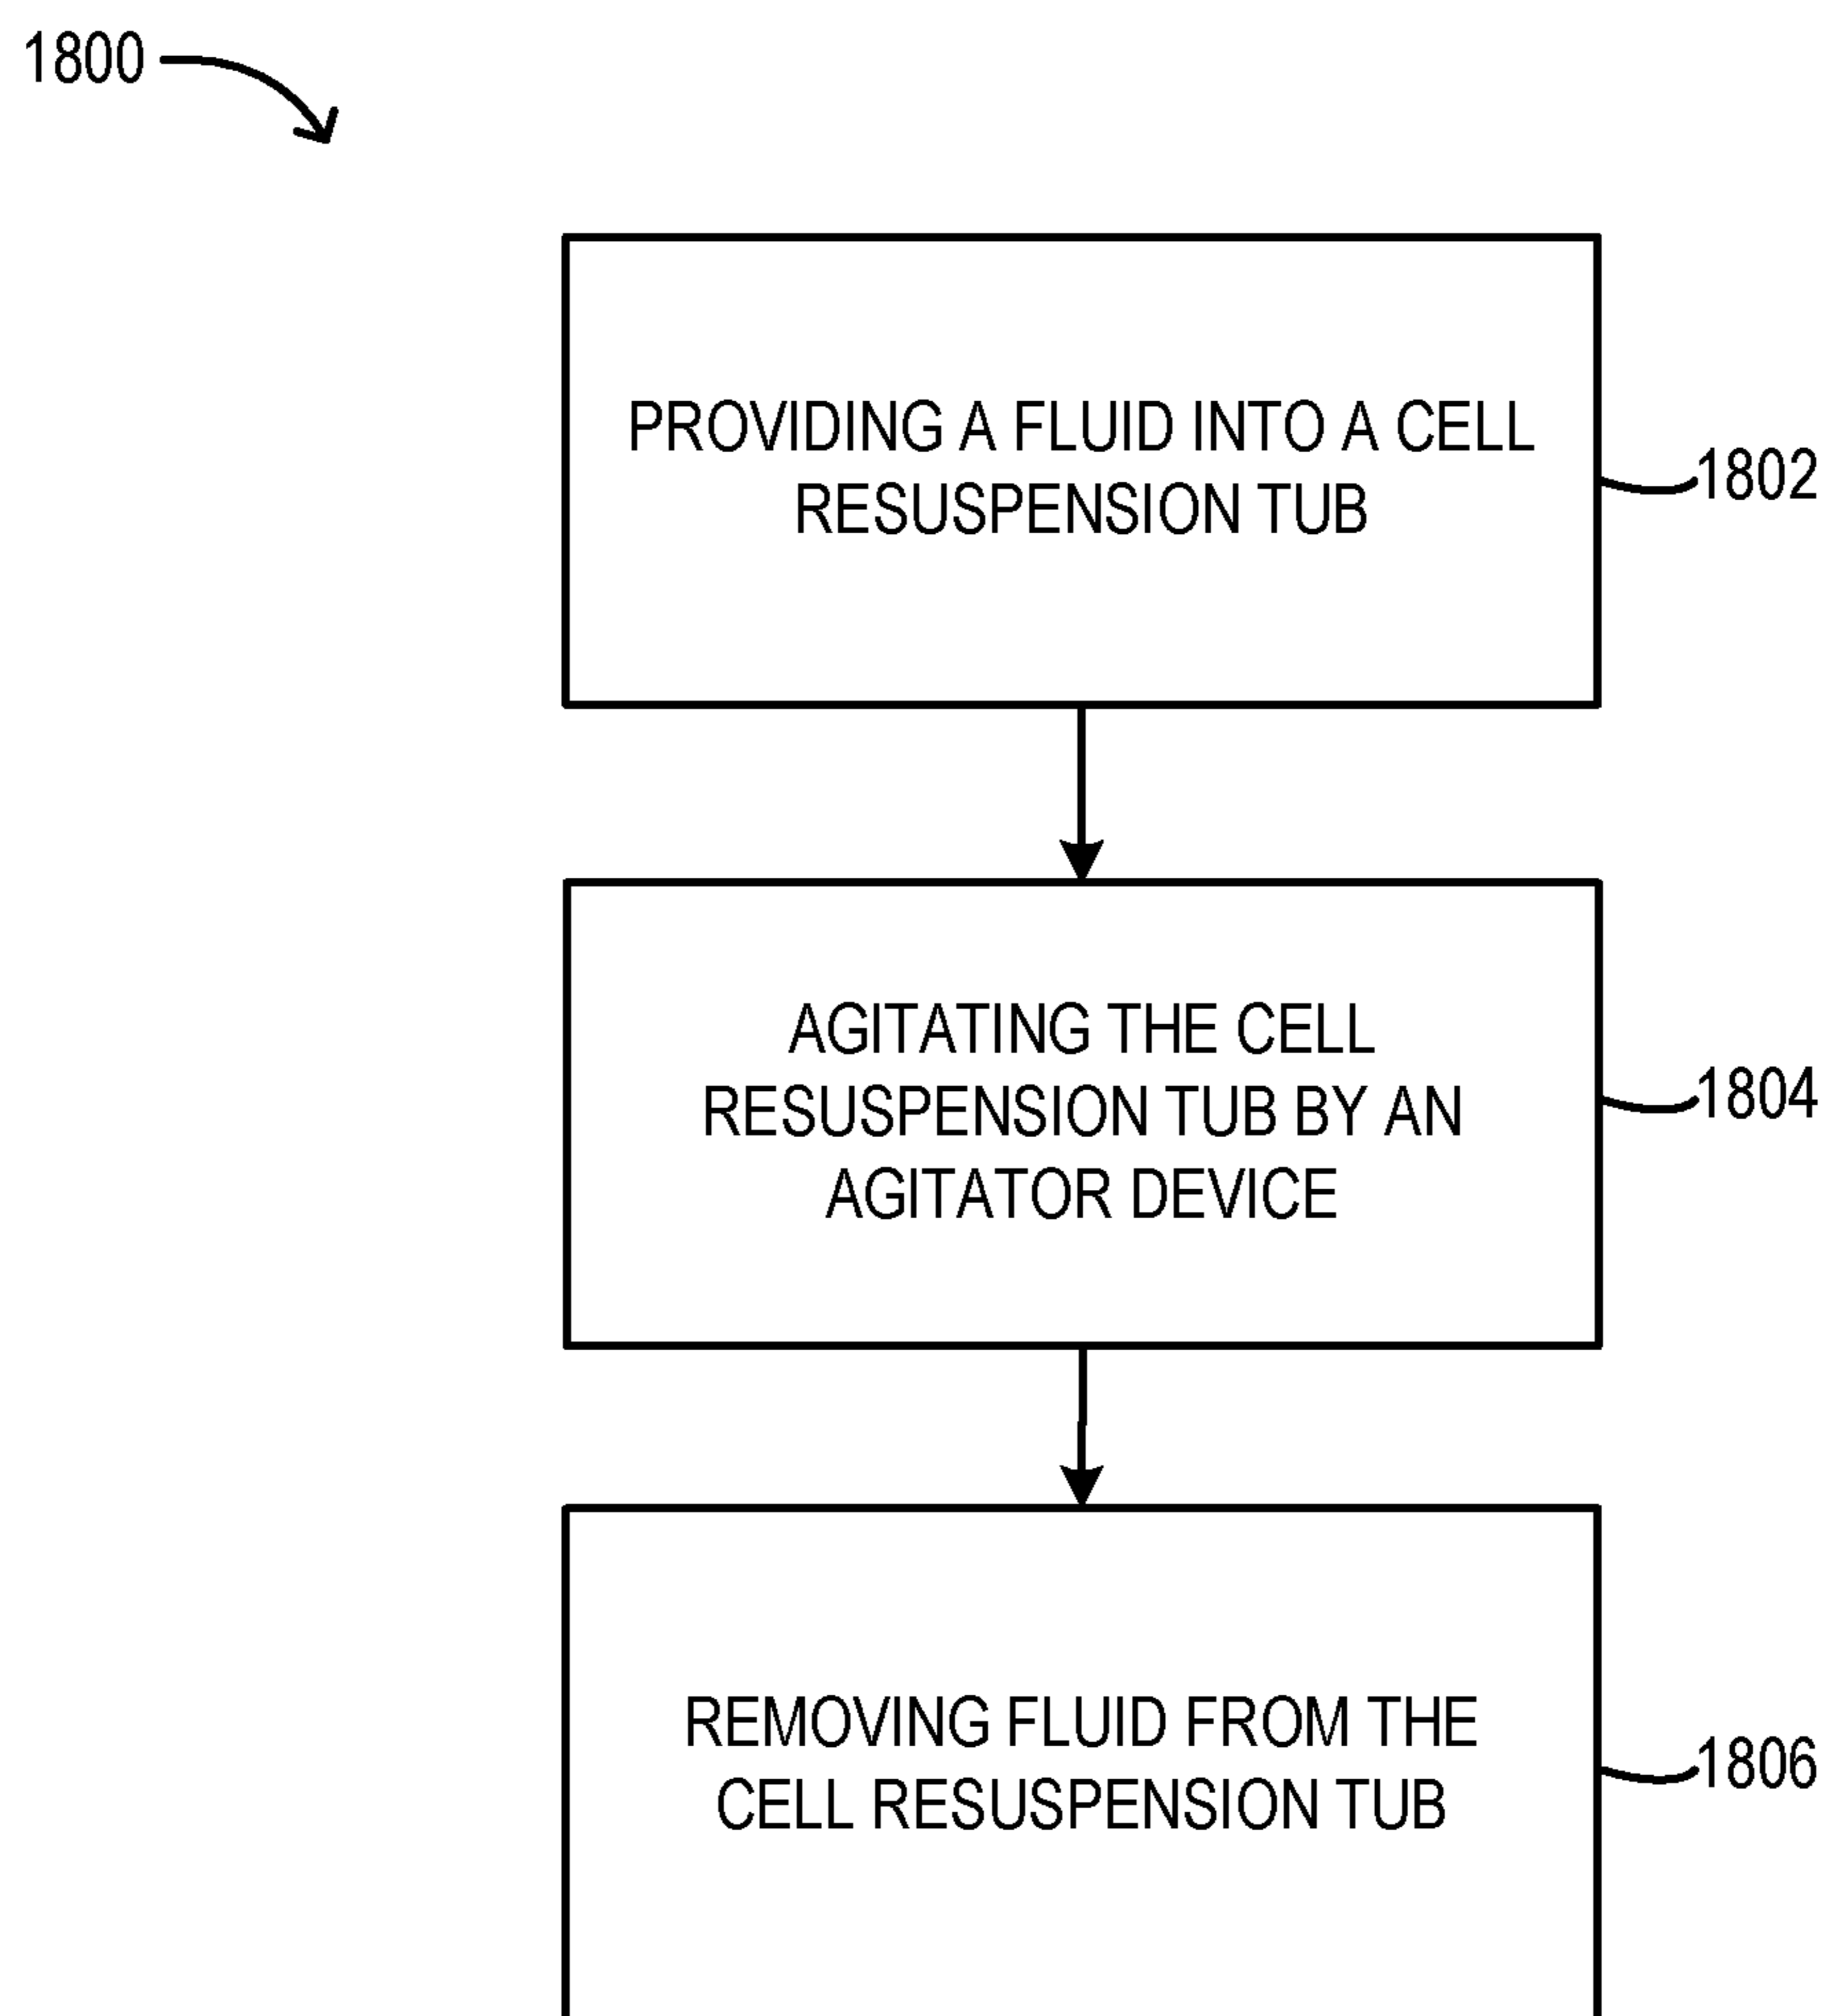 1800
PROVIDING A FLUID INTO A CELL
RESUSPENSION TUB
1802
AGITATING THE CELL
RESUSPENSION TUB BY AN
AGITATOR DEVICE
1804
REMOVING FLUID FROM THE
CELL RESUSPENSION TUB
1806